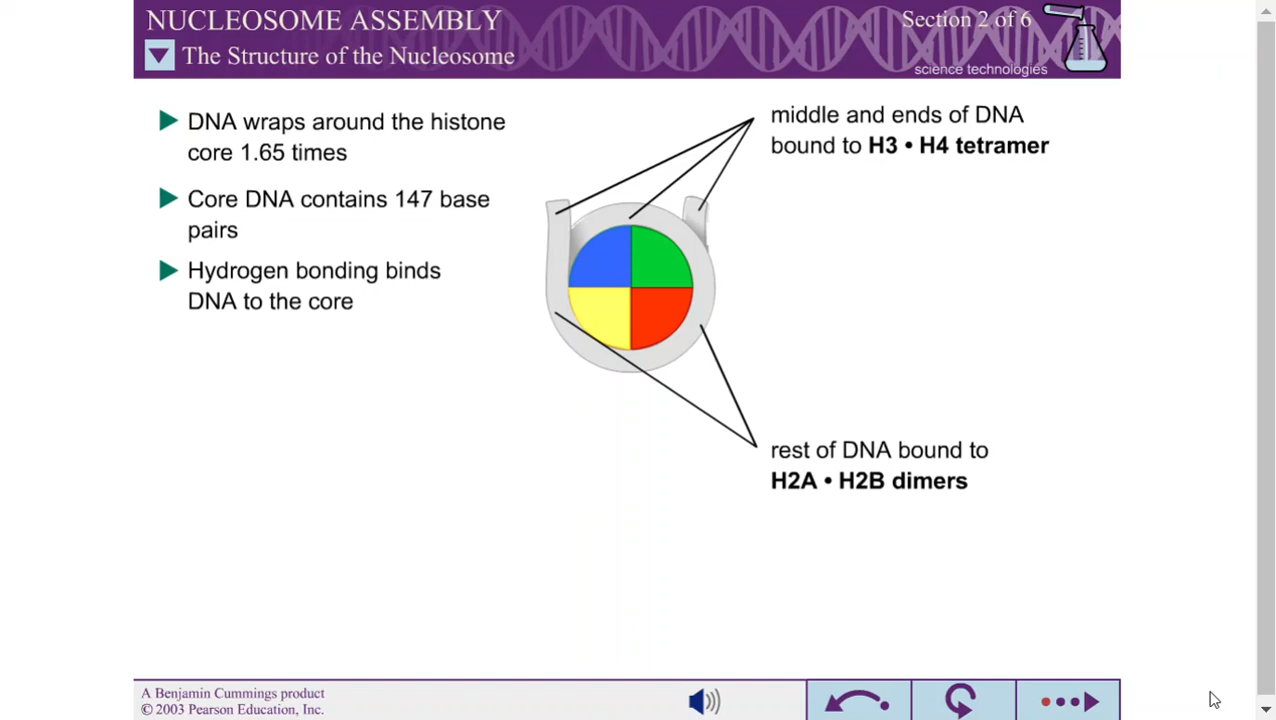 NUCLEOSOME ASSEMBLY
Section 2 of 6
The Structure of the Nucleosome
science technologies
DNA wraps around the histone
core 1.65 times
Core DNA contains 147 base
pairs
Hydrogen bonding binds
DNA to the core
middle and ends of DNA
bound to H3 • H4 tetramer
rest of DNA bound to
H2A • H2B dimers
A Benjamin Cummings product
© 2003 Pearson Education, Inc.